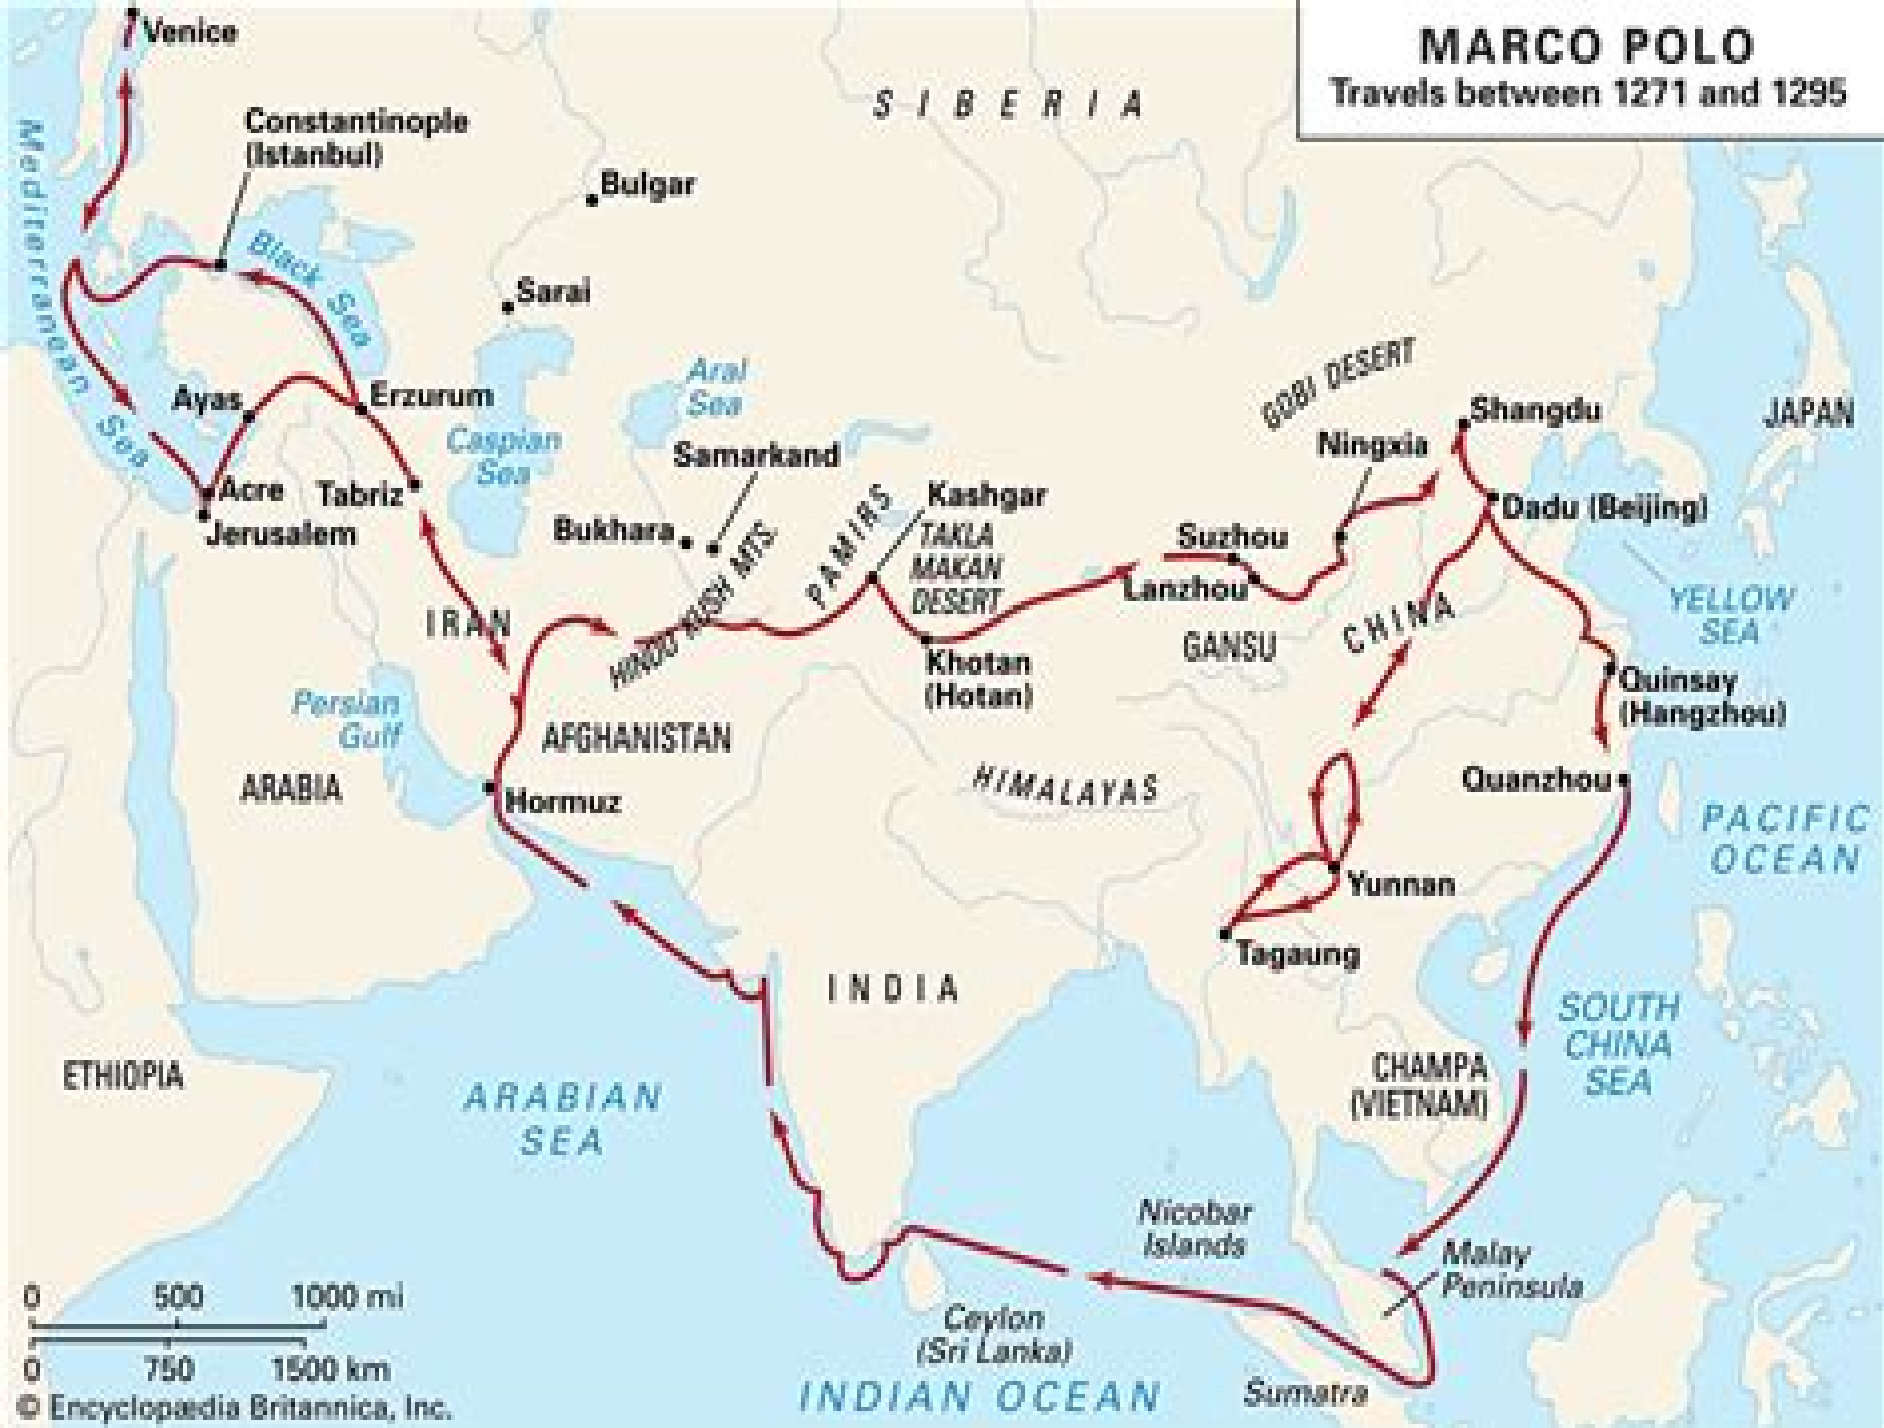 MARCO POLO
Travels between 1271 and 1295
Venice
SIBERIA
Constantinople
(Istanbul)
Mediterranean Sea
Bulgar
Black Sea
Sarai
Aral
Sea
GOBI DESERT
Shangdu
JAPAN
Ayas
Erzurum
Caspian
Sea
Samarkand
Ningxia
Acre
Tabriz
Kashgar
Dadu (Beijing)
Jerusalem
Bukhara
HINDU KUSH MTS.
PAMIRS
TAKLA
MAKAN
DESERT
Suzhou
Lanzhou
YELLOW
SEA
IRAN
CHINA
GANSU
Khotan
(Hotan)
Quinsay
(Hangzhou)
Persian
Gulf
AFGHANISTAN
ARABIA
Hormuz
HIMALAYAS
Quanzhou
PACIFIC
OCEAN
Yunnan
Tagaung
INDIA
SOUTH
CHINA
SEA
ETHIOPIA
ARABIAN
SEA
CHAMPA
(VIETNAM)
Nicobar
Islands
Malay
Peninsula
Ceylon
(Sri Lanka)
INDIAN OCEAN
Sumatra
0 500 1000 mi
0 750 1500 km
© Encyclopædia Britannica, Inc.